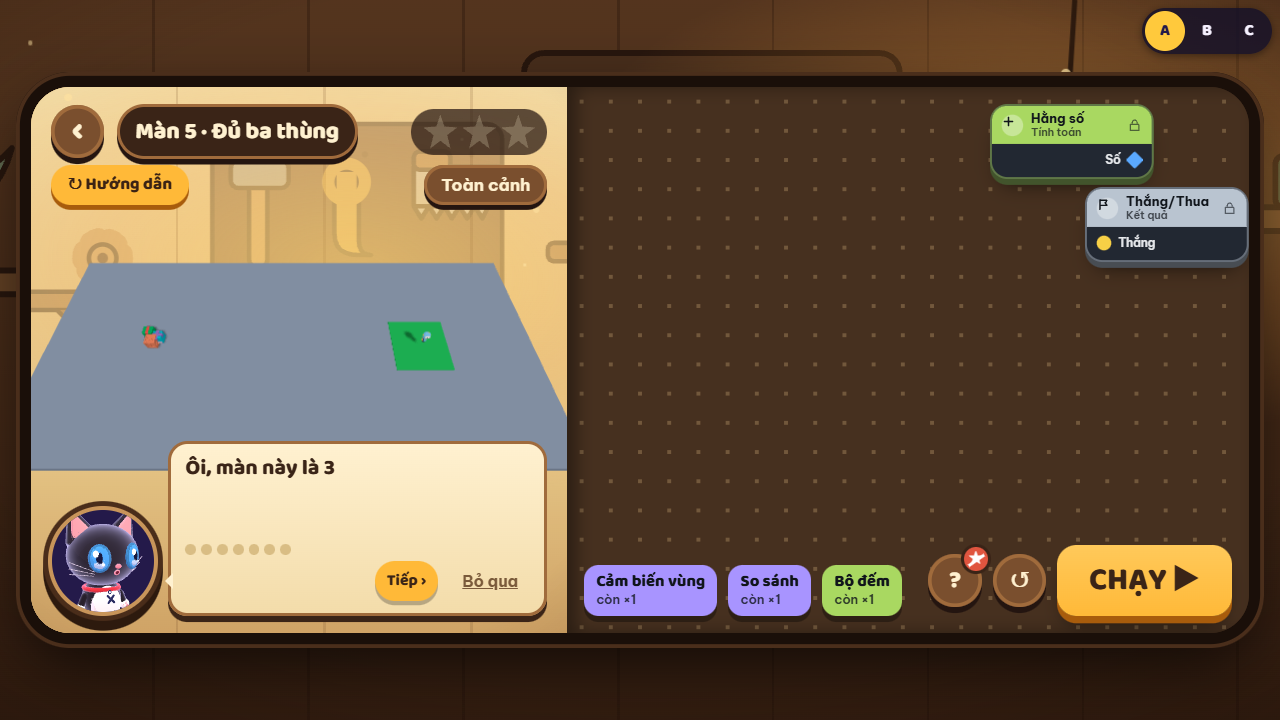 A B C
Màn 5 • Đủ ba thùng
↻ Hướng dẫn
Toàn cảnh
Hằng số
Tính toán
Số
Thắng/Thua
Kết quả
Thắng
Ôi, màn này là 3
Tiếp ›
Bỏ qua
Cảm biến vùng
còn ×1
So sánh
còn ×1
Bộ đếm
còn ×1
?
↺
CHẠY ▶